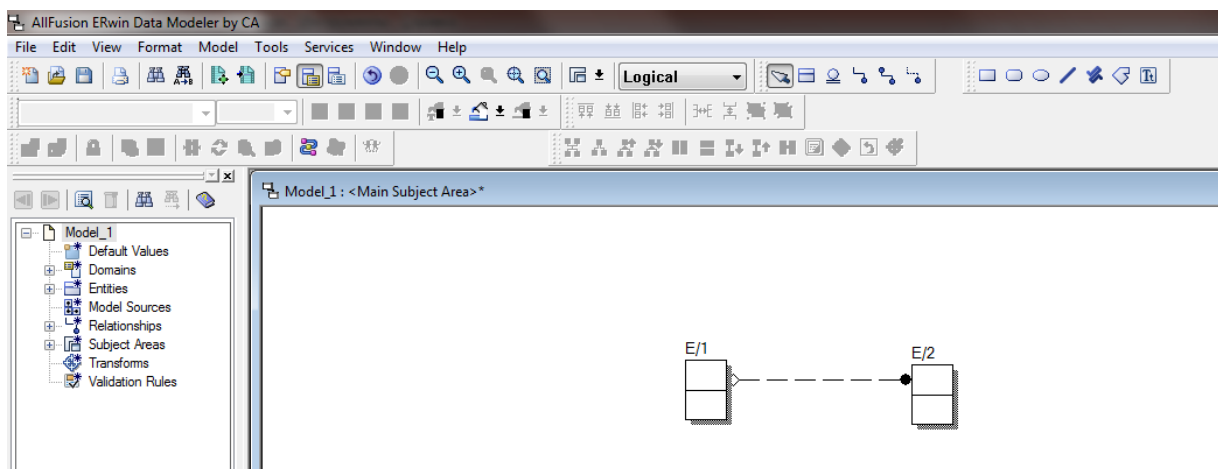 AllFusion ERwin Data Modeler by CA
File Edit View Format Model Tools Services Window Help
Logical
Model_1 : <Main Subject Area>*
Model_1
Default Values
Domains
Entities
Model Sources
Relationships
Subject Areas
Transforms
Validation Rules
E/1
E/2